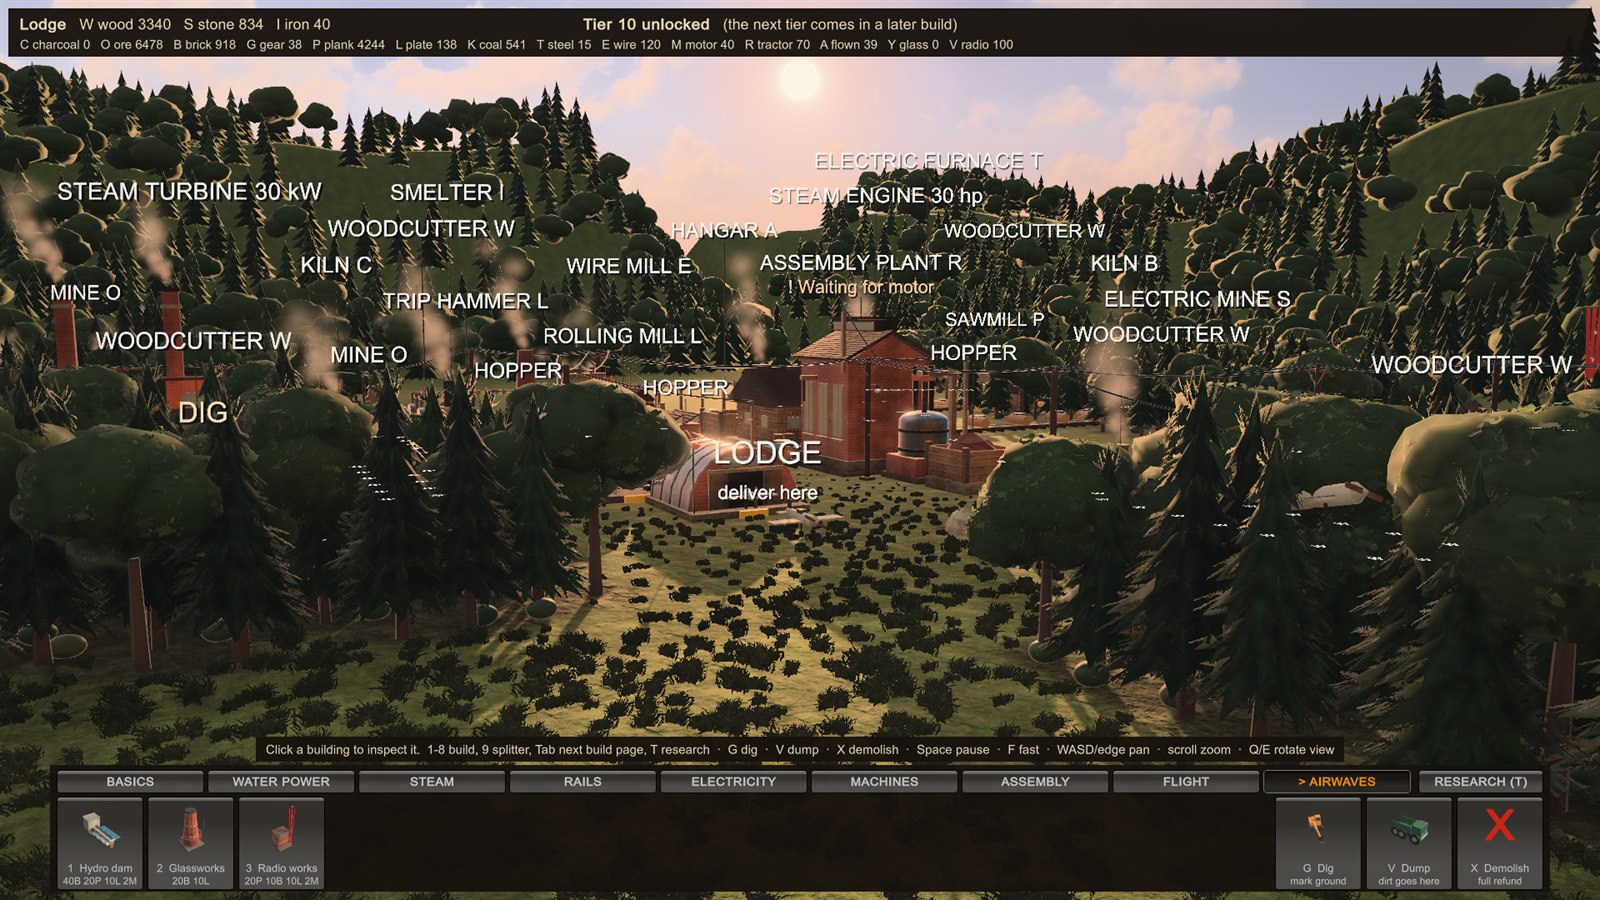 Lodge W wood 3340 S stone 834 I iron 40 Tier 10 unlocked (the next tier comes in a later build)
C charcoal 0 O ore 6478 B brick 918 G gear 38 P plank 4244 L plate 138 K coal 541 T steel 15 E wire 120 M motor 40 R tractor 70 A flown 39 Y glass 0 V radio 100
ELECTRIC FURNACE T
STEAM TURBINE 30 kW
SMELTER I
STEAM ENGINE 30 hp
WOODCUTTER W
HANGAR A
WOODCUTTER W
KILN C
WIRE MILL E
ASSEMBLY PLANT R
KILN B
! Waiting for motor
MINE O
TRIP HAMMER L
ELECTRIC MINE S
SAWMILL P
WOODCUTTER W
ROLLING MILL L
WOODCUTTER W
MINE O
HOPPER
WOODCUTTER W
HOPPER
HOPPER
DIG
LODGE
deliver here
Click a building to inspect it. 1-8 build, 9 splitter, Tab next build page, T research · G dig · V dump · X demolish · Space pause · F fast · WASD/edge pan · scroll zoom · Q/E rotate view
BASICS WATER POWER STEAM RAILS ELECTRICITY MACHINES ASSEMBLY FLIGHT > AIRWAVES RESEARCH (T)
1 Hydro dam
40B 20P 10L 2M
2 Glassworks
20B 10L
3 Radio works
20P 10B 10L 2M
G Dig
mark ground
V Dump
dirt goes here
X Demolish
full refund